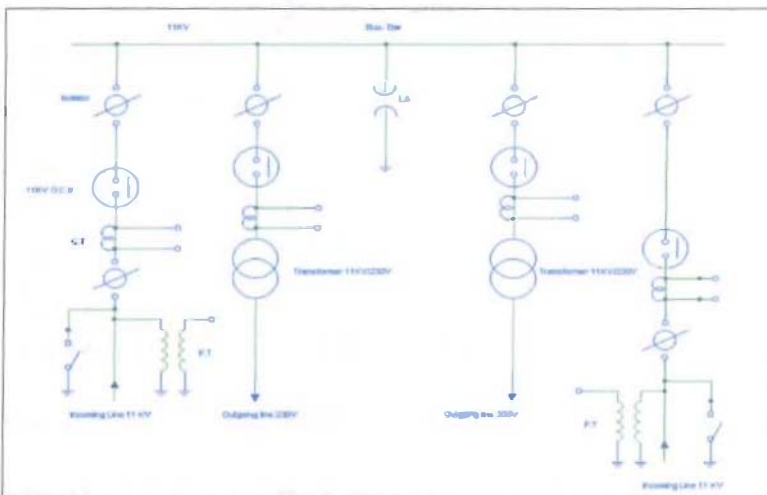 11KV
Bus-Bar
Isolator
L.A
11KV O.C.B
C.T
Transformer 11KV/230V
Transformer 11KV/230V
P.T
Incoming Line 11 KV
Outgoing line 230V
Outgoing line 230V
P.T
Incoming Line 11 KV